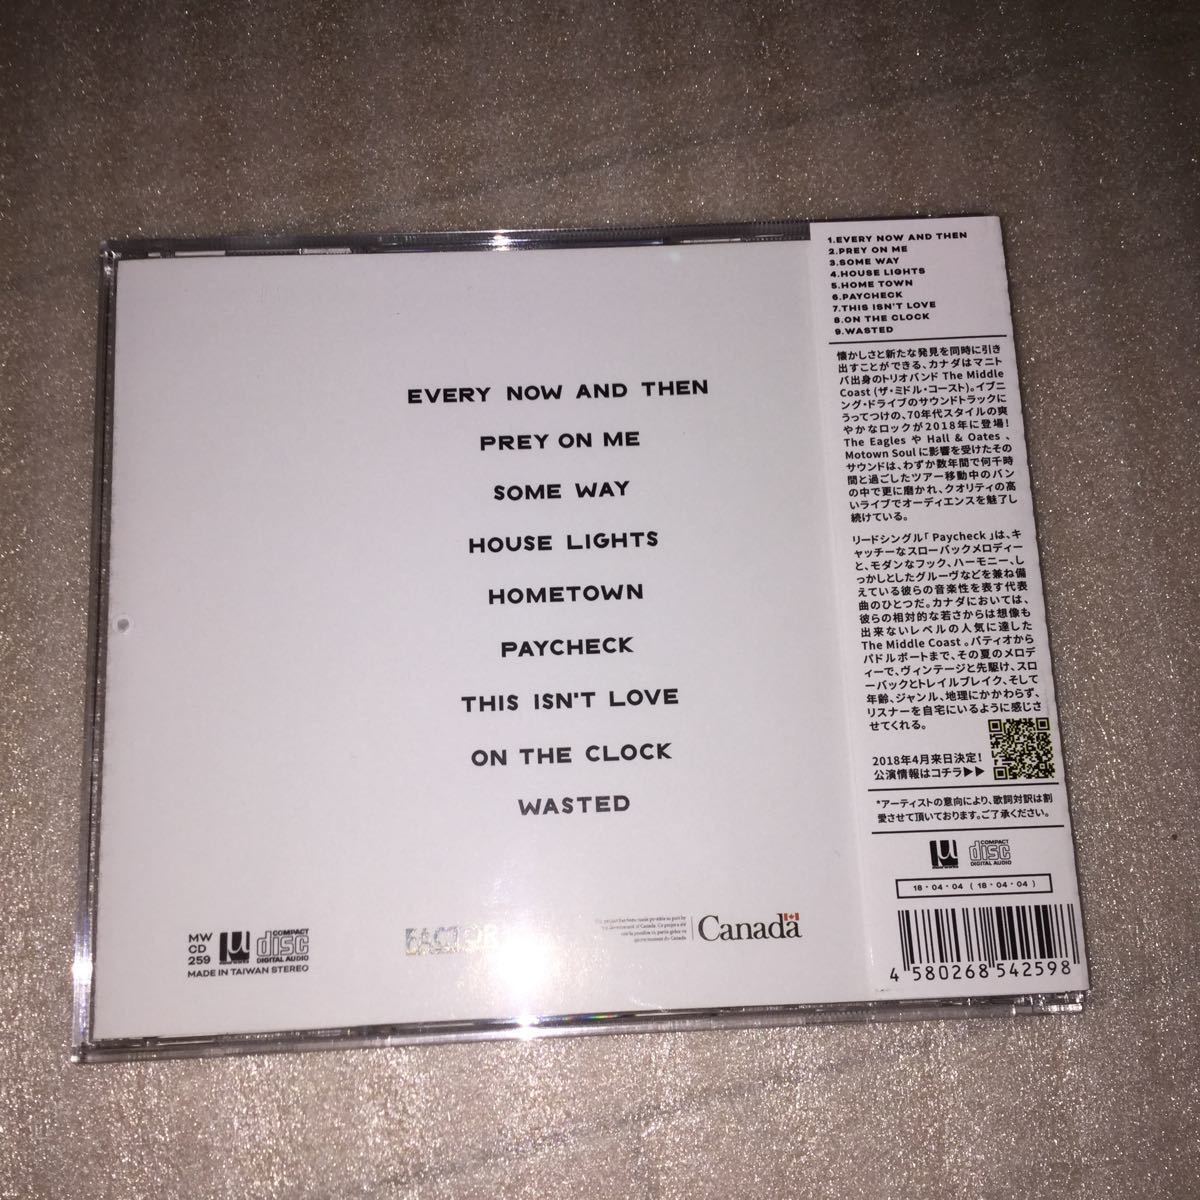 EVERY NOW AND THEN
PREY ON ME
SOME WAY
HOUSE LIGHTS
HOMETOWN
PAYCHECK
THIS ISN'T LOVE
ON THE CLOCK
WASTED
MW
CD
259
COMPACT
disc
DIGITAL AUDIO
MADE IN TAIWAN STEREO
FACTOR
Canada
1.EVERY NOW AND THEN
2.PREY ON ME
3.SOME WAY
4.HOUSE LIGHTS
5.HOME TOWN
6.PAYCHECK
7.THIS ISN'T LOVE
8.ON THE CLOCK
9.WASTED
懐かしさと新たな発見を同時に引き
出すことができる、カナダはマニト
バ出身のトリオバンド The Middle
Coast (ザ・ミドル・コースト)。イブニ
ング・ドライブのサウンドトラックに
うってつけの、70年代スタイルの爽
やかなロックが2018年に登場!
The Eagles や Hall & Oates 、
Motown Soul に影響を受けたその
サウンドは、わずか数年間で何千時
間と過ごしたツアー移動中のバン
の中で更に磨かれ、クオリティの高
いライブでオーディエンスを魅了し
続けている。
リードシングル「 Paycheck 」は、キ
ャッチーなスローバックメロディー
と、モダンなフック、ハーモニー、し
っかしとしたグルーヴなどを兼ね備
えている彼らの音楽性を表す代表
曲のひとつだ。カナダにおいては、
彼らの相対的な若さからは想像も
出来ないレベルの人気に達した
The Middle Coast 。パティオから
パドルボートまで、その夏のメロデ
ィーで、ヴィンテージと先駆け、スロ
ーバックとトレイルブレイク、そして
年齢、ジャンル、地理にかかわらず、
リスナーを自宅にいるように感じさ
せてくれる。
2018年4月来日決定!
公演情報はコチラ▶▶
*アーティストの意向により、歌詞対訳は割
愛させて頂いております。ご了承ください。
COMPACT
disc
DIGITAL AUDIO
18・04・04 ( 18・04・04 )
4 580268 542598